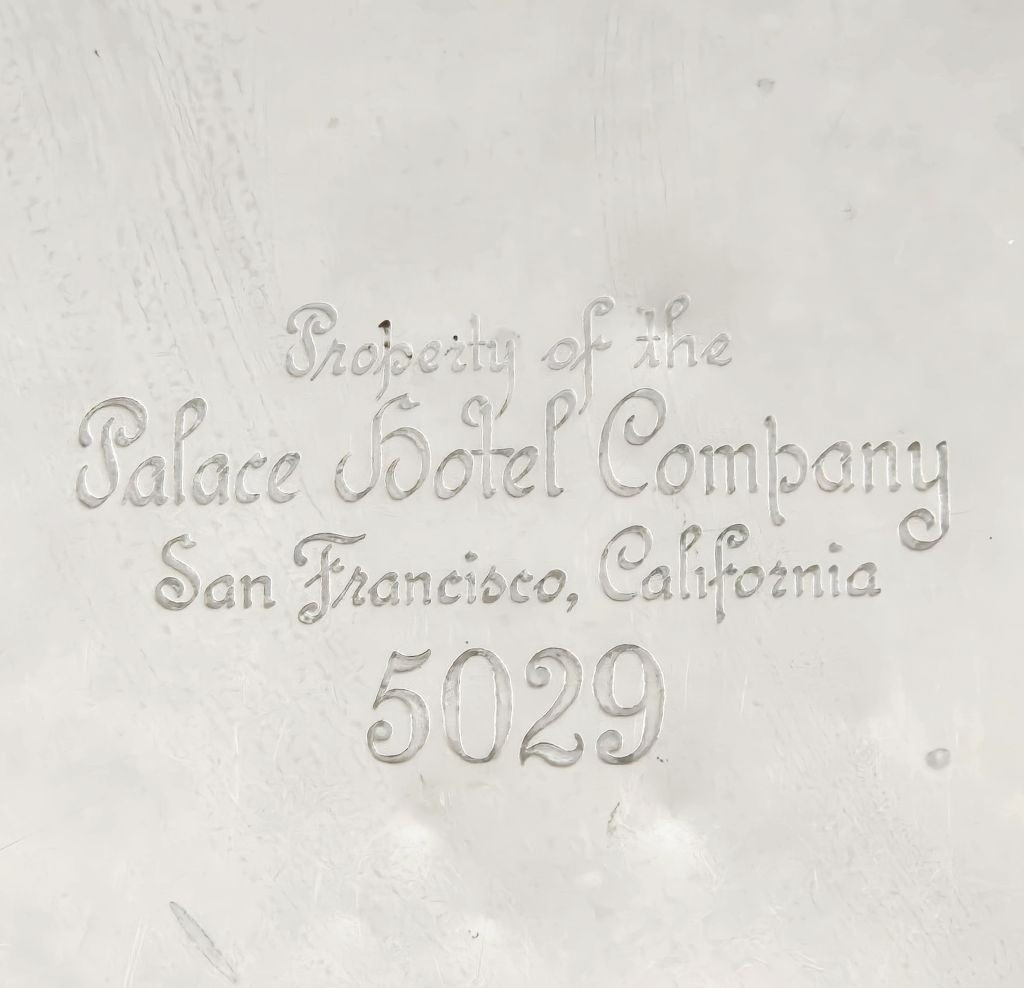 Property of the
Palace Hotel Company
San Francisco, California
5029